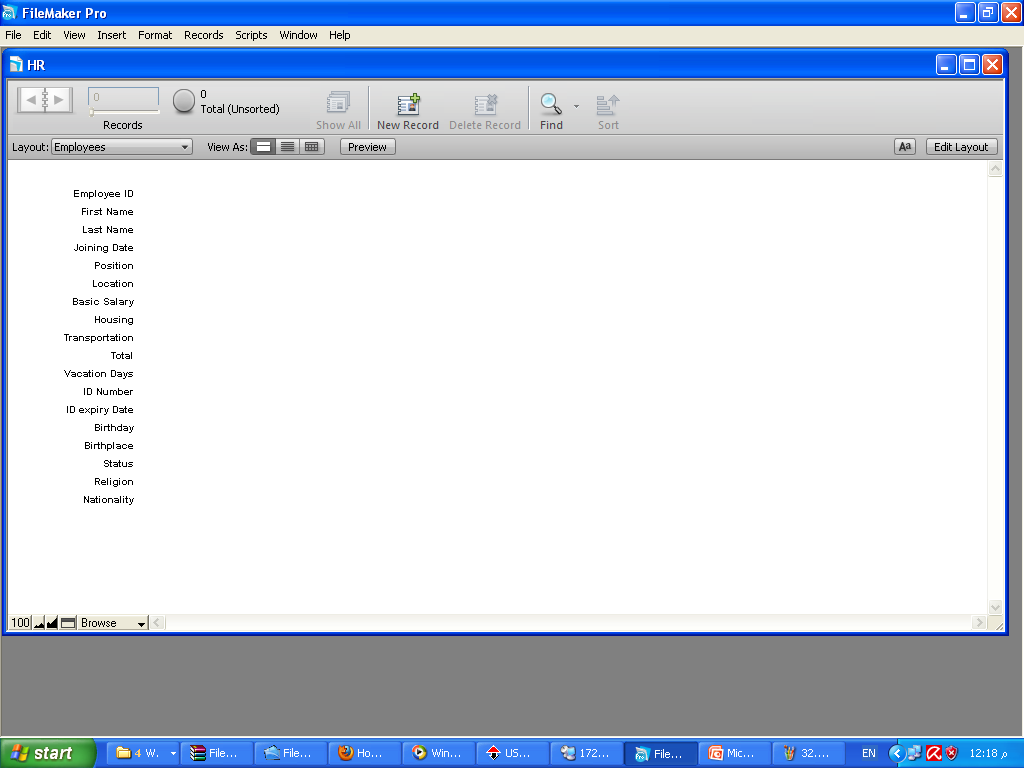 FileMaker Pro
File Edit View Insert Format Records Scripts Window Help
HR
0
0
Total (Unsorted)
Records
Show All New Record Delete Record Find Sort
Layout: Employees View As: Preview Aa Edit Layout
Employee ID
First Name
Last Name
Joining Date
Position
Location
Basic Salary
Housing
Transportation
Total
Vacation Days
ID Number
ID expiry Date
Birthday
Birthplace
Status
Religion
Nationality
100 Browse
start 4 W. File... File... Ho... Win... US... 172... File... Mic... 32.... EN 12:18 م